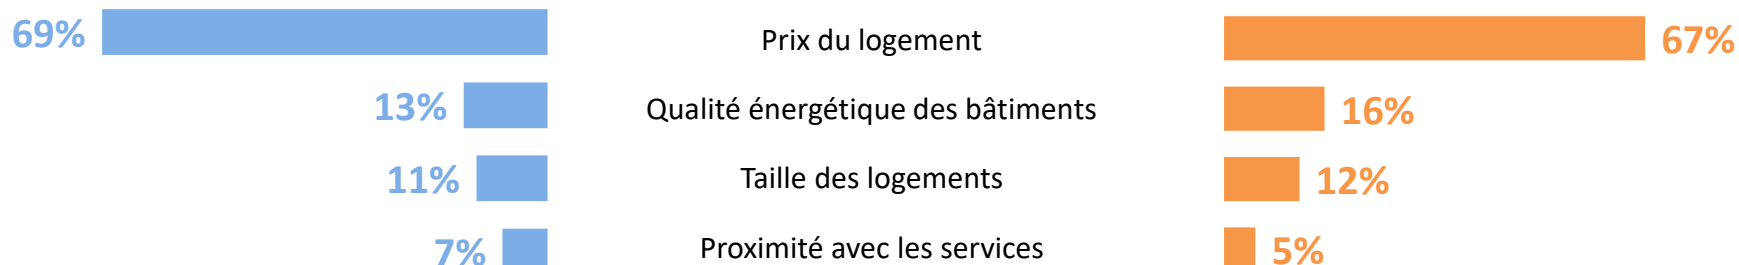 69% Prix du logement 67%
13% Qualité énergétique des bâtiments 16%
11% Taille des logements 12%
7% Proximité avec les services 5%